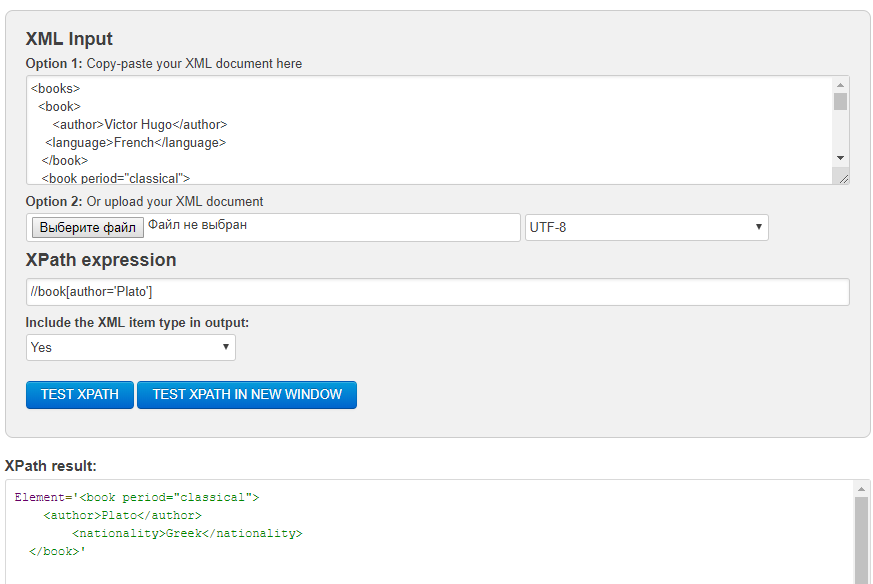 XML Input
Option 1: Copy-paste your XML document here
<books>
<book>
<author>Victor Hugo</author>
<language>French</language>
</book>
<book period="classical">
Option 2: Or upload your XML document
Выберите файл Файл не выбран UTF-8
XPath expression
//book[author='Plato']
Include the XML item type in output:
Yes
TEST XPATH TEST XPATH IN NEW WINDOW
XPath result:
Element='<book period="classical">
<author>Plato</author>
<nationality>Greek</nationality>
</book>'